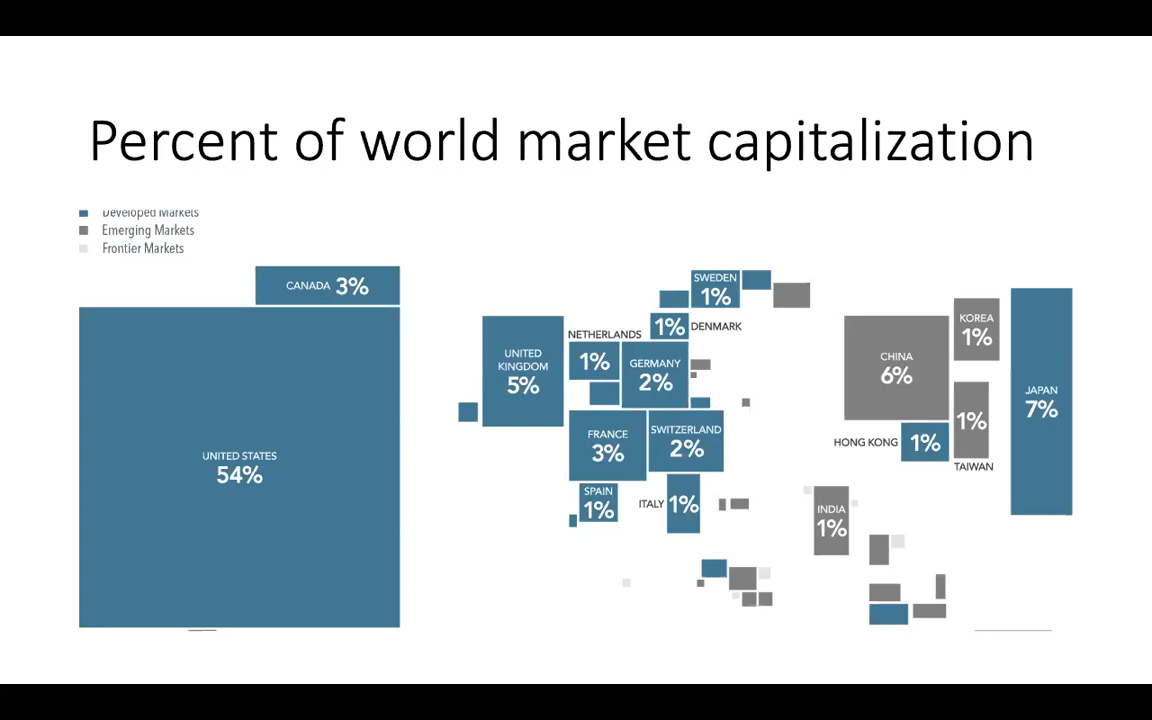 Percent of world market capitalization
Developed Markets
Emerging Markets
Frontier Markets
CANADA 3%
UNITED STATES
54%
SWEDEN
1%
1% DENMARK
NETHERLANDS
1%
UNITED
KINGDOM
5%
GERMANY
2%
FRANCE
3%
SWITZERLAND
2%
SPAIN
1%
ITALY 1%
CHINA
6%
KOREA
1%
JAPAN
7%
HONG KONG 1%
1%
TAIWAN
INDIA
1%